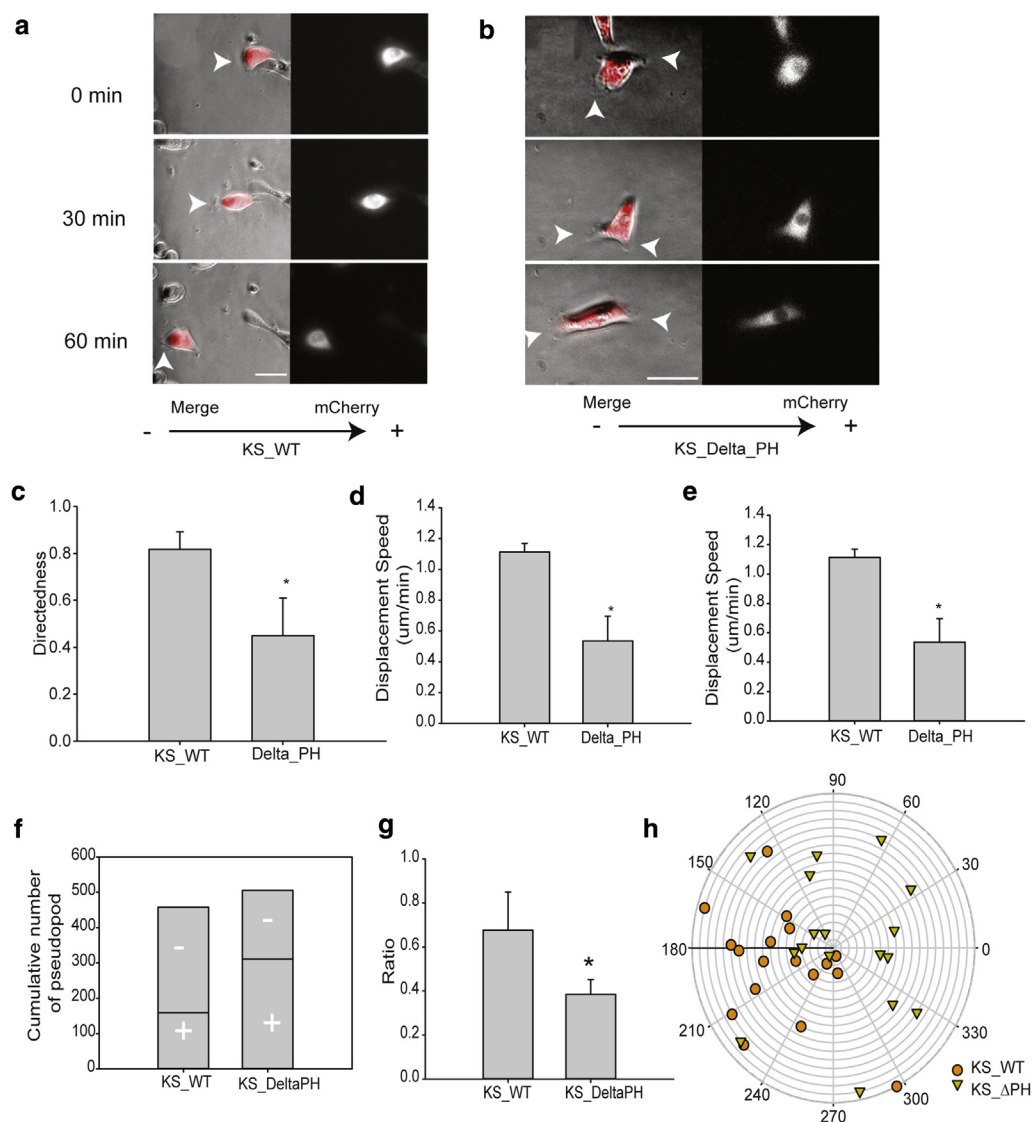 a
0 min
30 min
60 min
Merge
mCherry
-
+
KS_WT
b
Merge
mCherry
-
+
KS_Delta_PH
c
Directedness
1.0
0.8
0.6
0.4
0.2
0.0
KS_WT
Delta_PH
*
d
Displacement Speed
(um/min)
1.4
1.2
1.0
0.8
0.6
0.4
0.2
0.0
KS_WT
Delta_PH
*
e
Displacement Speed
(um/min)
1.4
1.2
1.0
0.8
0.6
0.4
0.2
0.0
KS_WT
Delta_PH
*
f
Cumulative number
of pseudopod
600
500
400
300
200
100
0
-
+
-
+
KS_WT
KS_DeltaPH
g
Ratio
1.0
0.8
0.6
0.4
0.2
0.0
KS_WT
KS_DeltaPH
*
h
90
60
30
0
330
300
270
240
210
180
150
120
KS_WT
KS_ΔPH